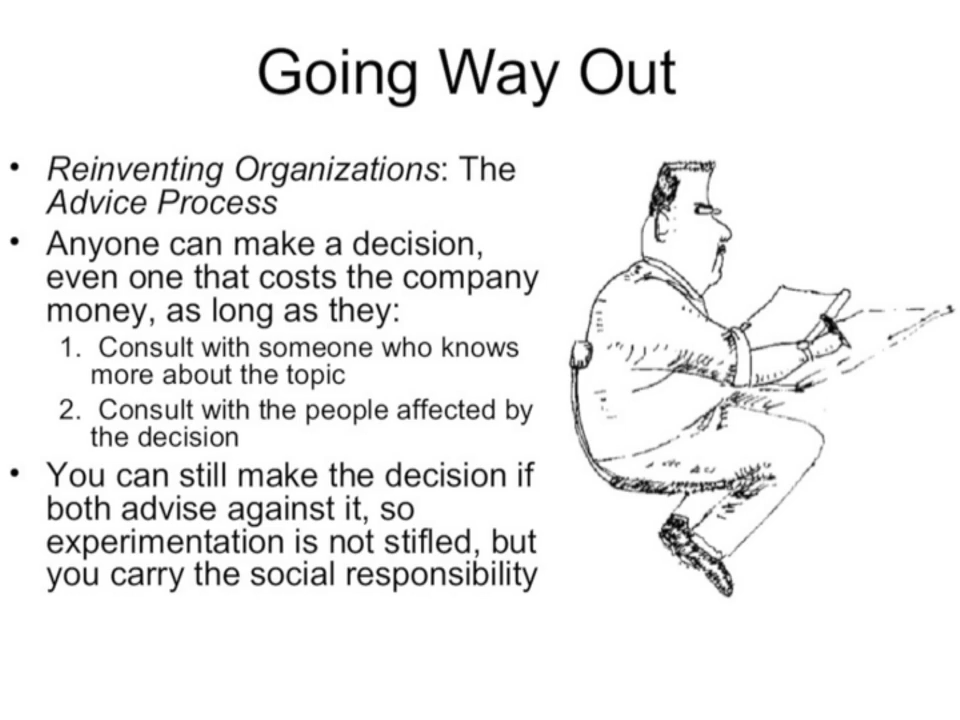 Going Way Out
• Reinventing Organizations: The
Advice Process
• Anyone can make a decision,
even one that costs the company
money, as long as they:
1. Consult with someone who knows
more about the topic
2. Consult with the people affected by
the decision
• You can still make the decision if
both advise against it, so
experimentation is not stifled, but
you carry the social responsibility